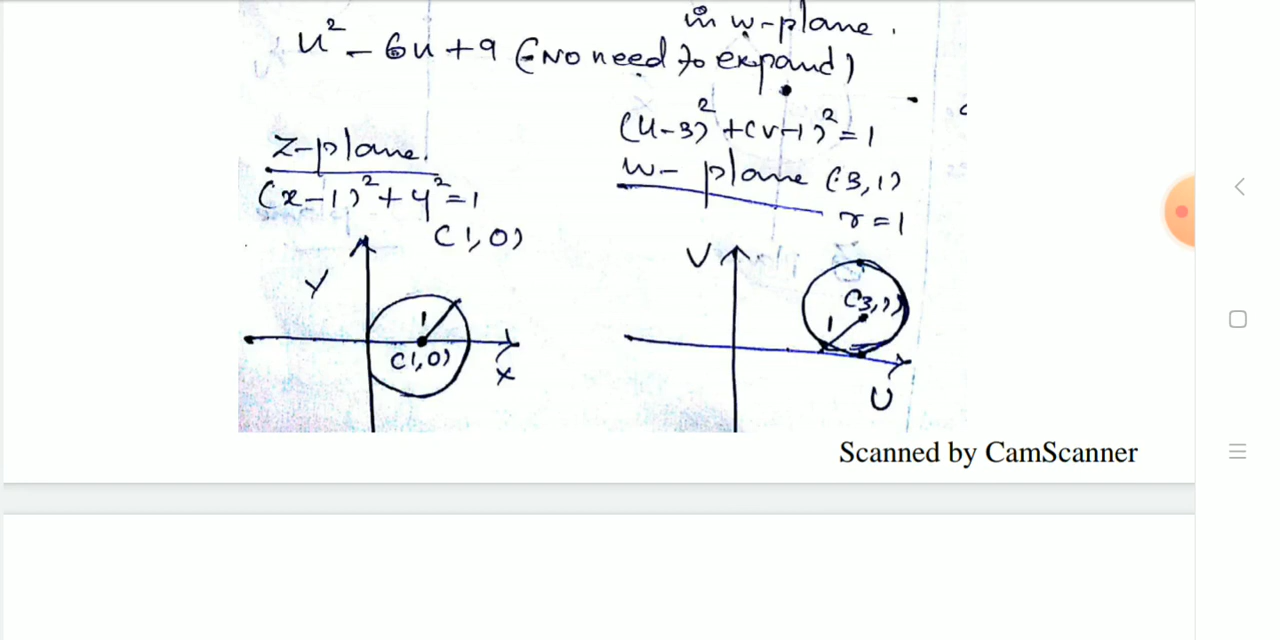 in w-plane.
u² - 6u + 9 (No need to expand)
(u-3)² + (v-1)² = 1
z-plane.
w-plane (3,1)
(x-1)² + y² = 1
r = 1
(1,0)
Y
V
1
(1,0)
X
(3,1)
1
U
Scanned by CamScanner